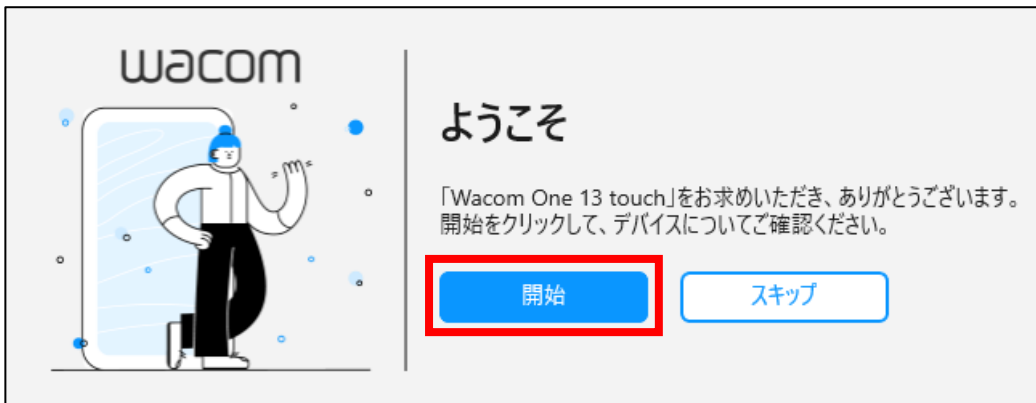 wacom
ようこそ
「Wacom One 13 touch」をお求めいただき、ありがとうございます。
開始をクリックして、デバイスについてご確認ください。
開始
スキップ